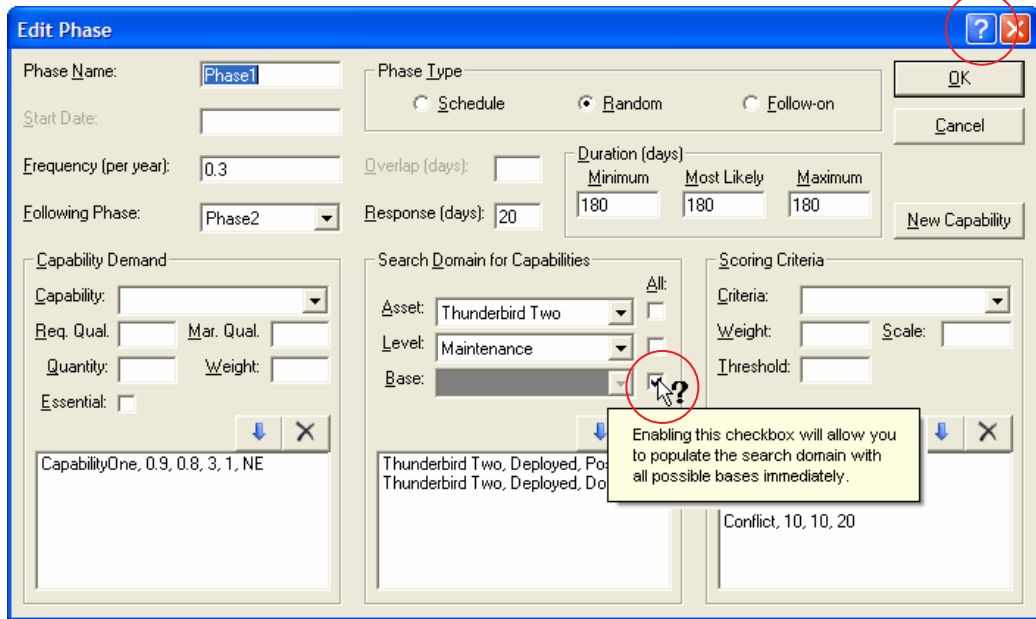 Edit Phase
?
Phase Name: Phase1
Phase Type
Schedule Random Follow-on
OK
Start Date:
Cancel
Frequency (per year): 0.3
Overlap (days):
Duration (days)
Minimum Most Likely Maximum
180 180 180
Following Phase: Phase2
Response (days): 20
New Capability
Capability Demand
Capability:
Req. Qual. Mar. Qual.
Quantity: Weight:
Essential:
CapabilityOne, 0.9, 0.8, 3, 1, NE
Search Domain for Capabilities
All:
Asset: Thunderbird Two
Level: Maintenance
Base:
?
Thunderbird Two, Deployed,
Thunderbird Two, Deployed,
Enabling this checkbox will allow you
to populate the search domain with
all possible bases immediately.
Scoring Criteria
Criteria:
Weight: Scale:
Threshold:
Conflict, 10, 10, 20